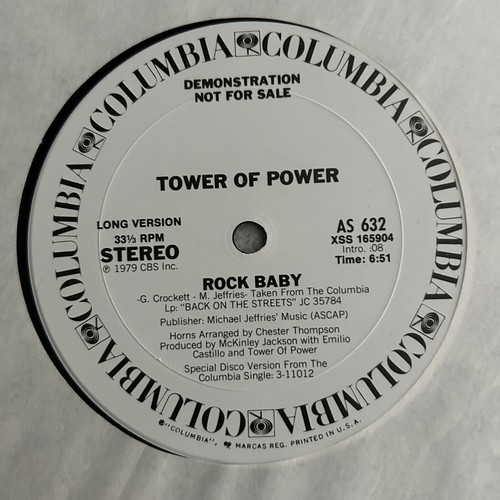 COLUMBIA COLUMBIA COLUMBIA COLUMBIA COLUMBIA COLUMBIA COLUMBIA
DEMONSTRATION
NOT FOR SALE
TOWER OF POWER
LONG VERSION
33⅓ RPM
STEREO
℗ 1979 CBS Inc.
AS 632
XSS 165904
Intro. :08
Time: 6:51
ROCK BABY
-G. Crockett - M. Jeffries- Taken From The Columbia
Lp: "BACK ON THE STREETS" JC 35784
Publisher: Michael Jeffries' Music (ASCAP)
Horns Arranged by Chester Thompson
Produced by McKinley Jackson with Emilio
Castillo and Tower Of Power
Special Disco Version From The
Columbia Single: 3-11012
®"COLUMBIA", MARCAS REG. PRINTED IN U.S.A.